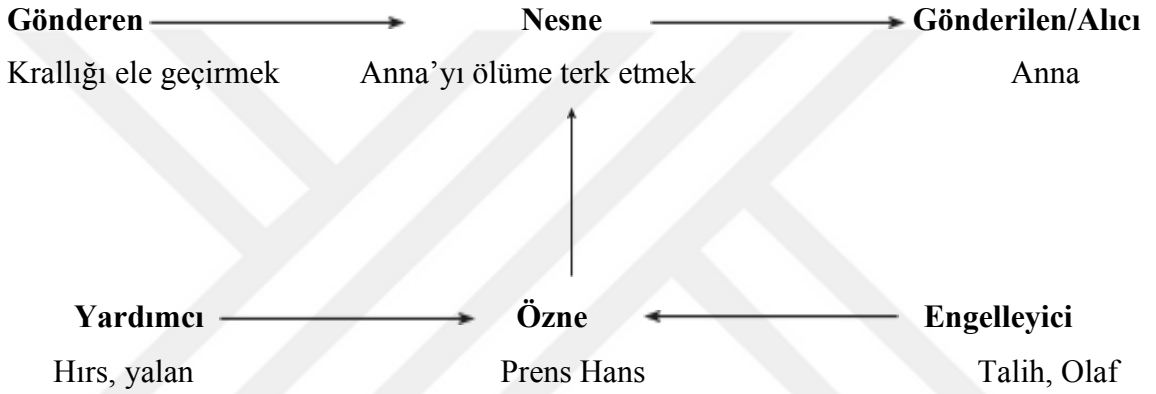 Gönderen Nesne Gönderilen/Alıcı
Krallığı ele geçirmek Anna’yı ölüme terk etmek Anna
Yardımcı Özne Engelleyici
Hırs, yalan Prens Hans Talih, Olaf